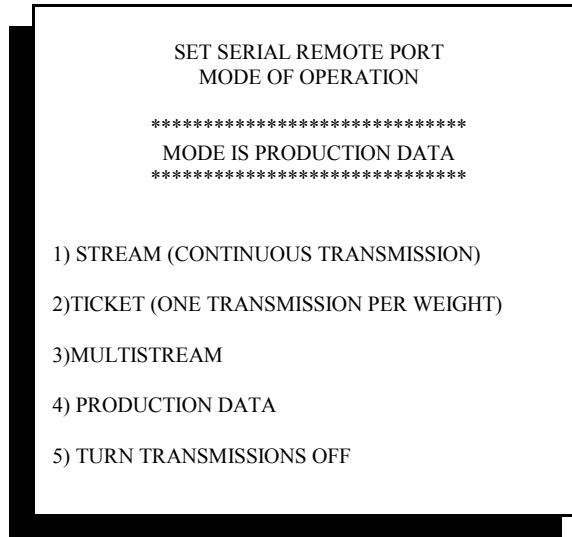 SET SERIAL REMOTE PORT
MODE OF OPERATION
******************************
MODE IS PRODUCTION DATA
******************************
1) STREAM (CONTINUOUS TRANSMISSION)
2)TICKET (ONE TRANSMISSION PER WEIGHT)
3)MULTISTREAM
4) PRODUCTION DATA
5) TURN TRANSMISSIONS OFF